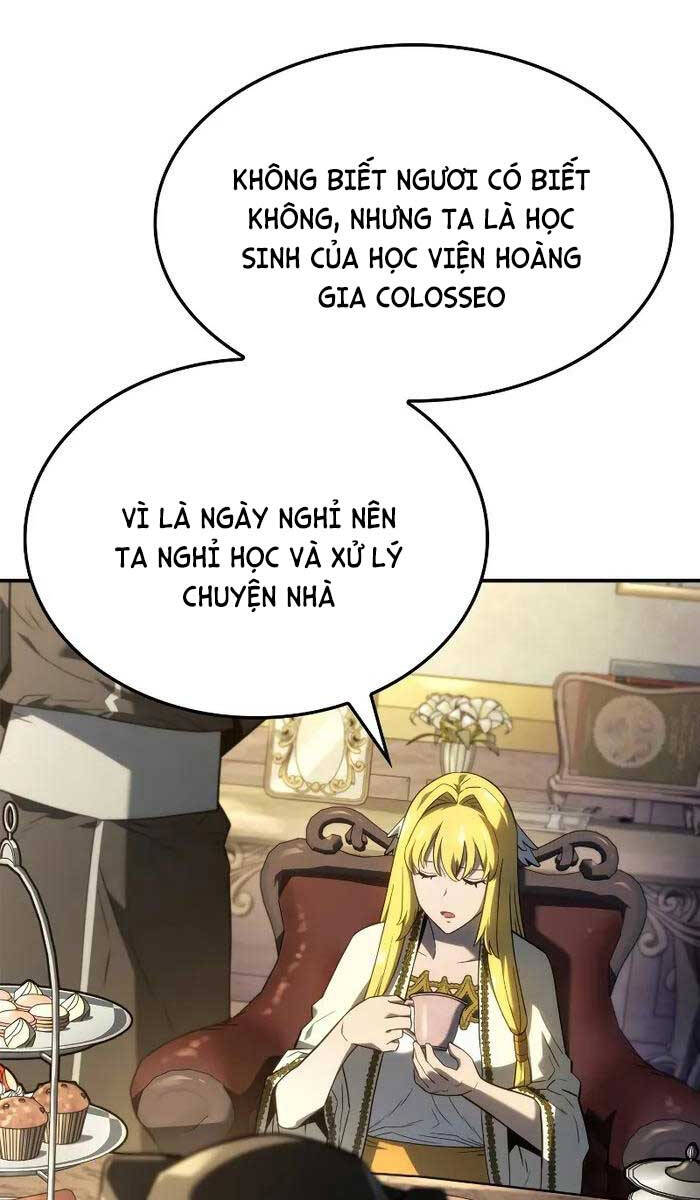 KHÔNG BIẾT NGƯƠI CÓ BIẾT
KHÔNG, NHƯNG TA LÀ HỌC
SINH CỦA HỌC VIỆN HOÀNG
GIA COLOSSEO
VÌ LÀ NGÀY NGHỈ NÊN
TA NGHỈ HỌC VÀ XỬ LÝ
CHUYỆN NHÀ